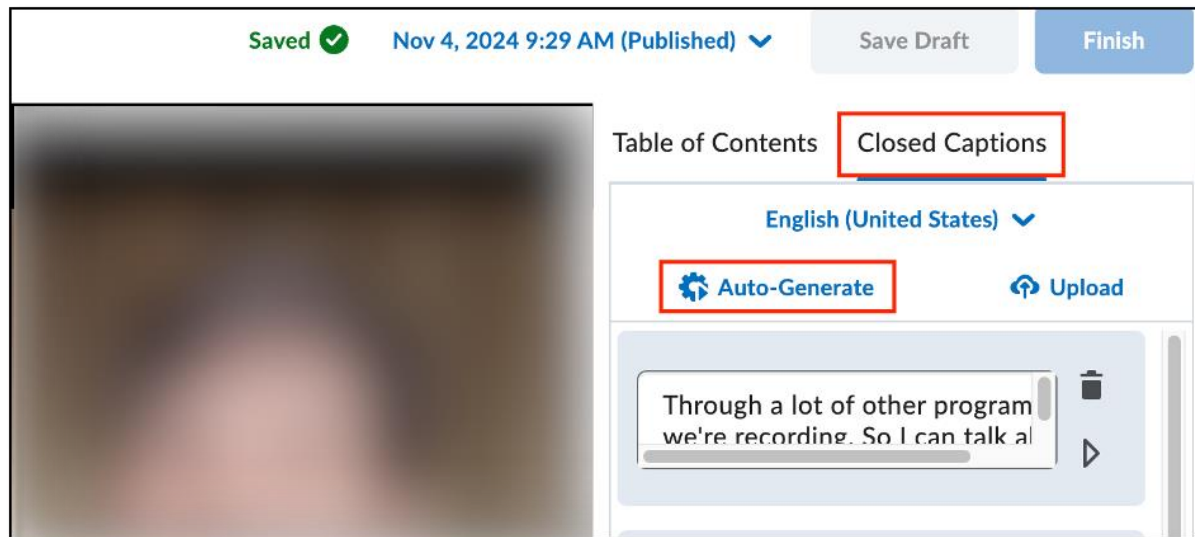 Saved Nov 4, 2024 9:29 AM (Published) Save Draft Finish
Table of Contents Closed Captions
English (United States)
Auto-Generate Upload
Through a lot of other program
we're recording. So I can talk